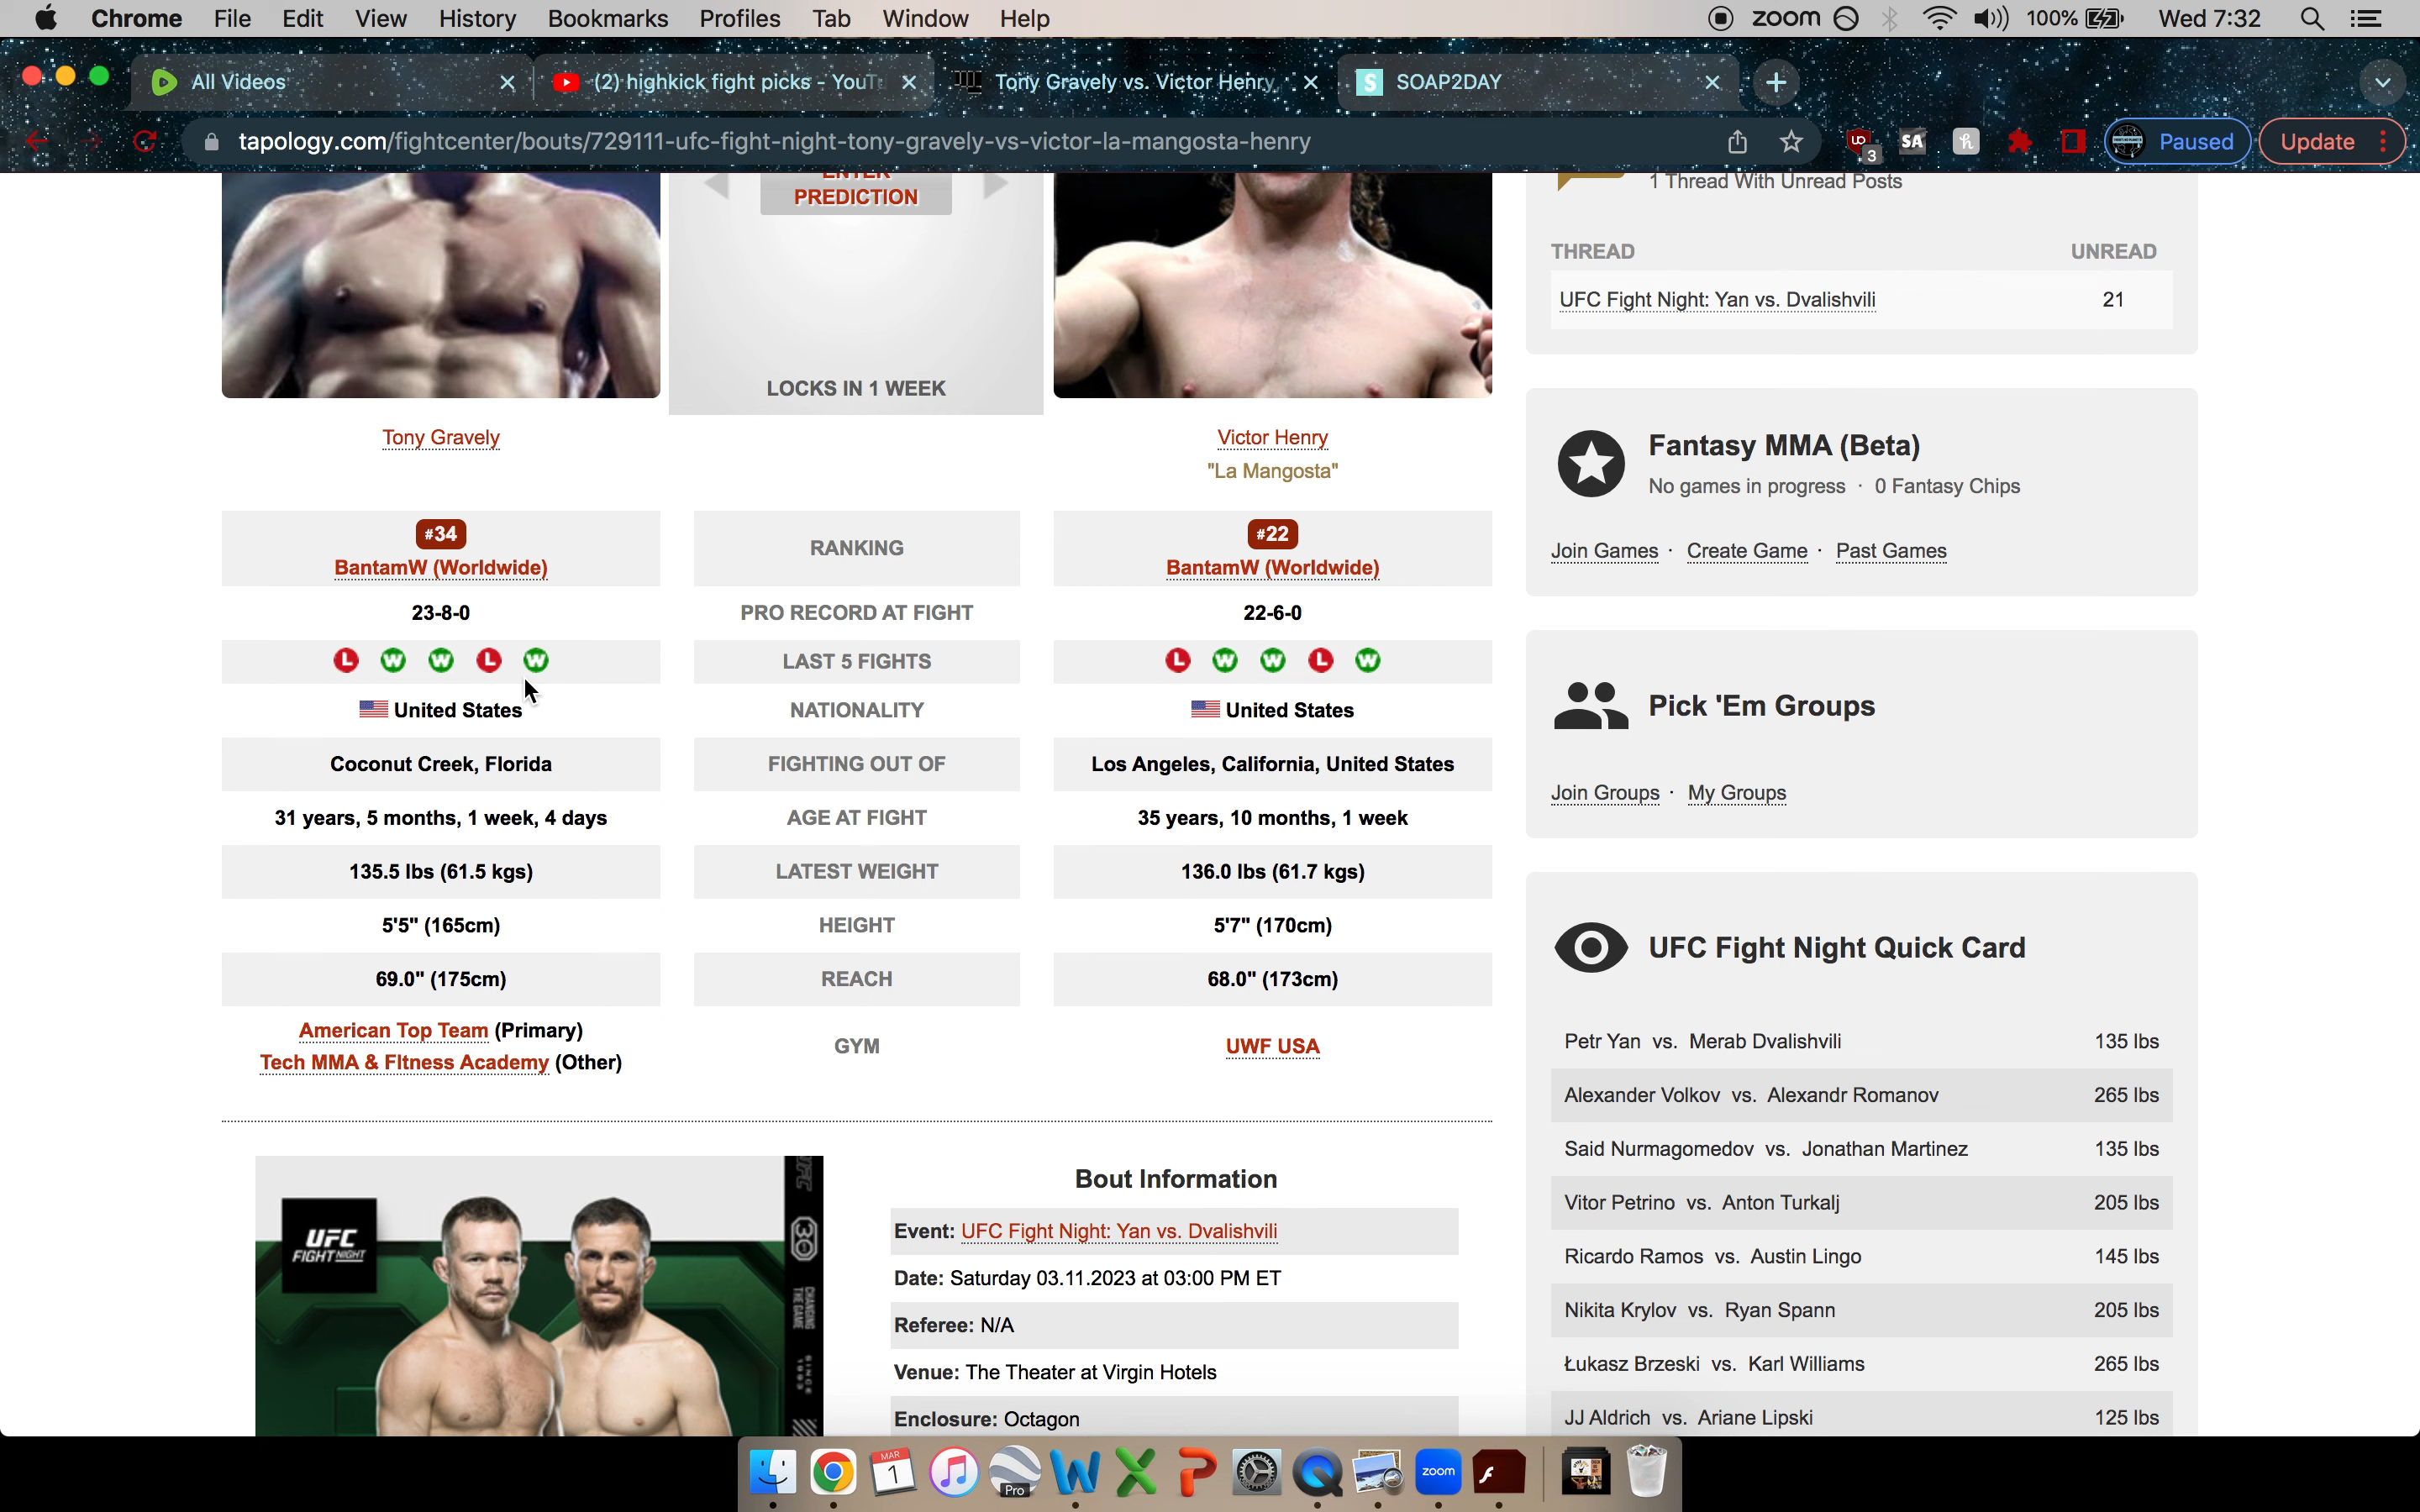 Chrome File Edit View History Bookmarks Profiles Tab Window Help zoom 100% Wed 7:32
All Videos (2) highkick fight picks - YouT Tony Gravely vs. Victor Henry, S SOAP2DAY
tapology.com/fightcenter/bouts/729111-ufc-fight-night-tony-gravely-vs-victor-la-mangosta-henry UO 3 SA h Paused Update
ENTER
PREDICTION
LOCKS IN 1 WEEK
Tony Gravely
Victor Henry
"La Mangosta"
#34
BantamW (Worldwide)
RANKING
#22
BantamW (Worldwide)
23-8-0 PRO RECORD AT FIGHT 22-6-0
L W W L W LAST 5 FIGHTS L W W L W
United States NATIONALITY United States
Coconut Creek, Florida FIGHTING OUT OF Los Angeles, California, United States
31 years, 5 months, 1 week, 4 days AGE AT FIGHT 35 years, 10 months, 1 week
135.5 lbs (61.5 kgs) LATEST WEIGHT 136.0 lbs (61.7 kgs)
5'5" (165cm) HEIGHT 5'7" (170cm)
69.0" (175cm) REACH 68.0" (173cm)
American Top Team (Primary)
Tech MMA & FItness Academy (Other)
GYM
UWF USA
UFC
FIGHT NIGHT
UFC
30
CHANGING
THE GAME
SINCE
1993
Bout Information
Event: UFC Fight Night: Yan vs. Dvalishvili
Date: Saturday 03.11.2023 at 03:00 PM ET
Referee: N/A
Venue: The Theater at Virgin Hotels
Enclosure: Octagon
1 Thread With Unread Posts
THREAD UNREAD
UFC Fight Night: Yan vs. Dvalishvili 21
Fantasy MMA (Beta)
No games in progress · 0 Fantasy Chips
Join Games · Create Game · Past Games
Pick 'Em Groups
Join Groups · My Groups
UFC Fight Night Quick Card
Petr Yan vs. Merab Dvalishvili 135 lbs
Alexander Volkov vs. Alexandr Romanov 265 lbs
Said Nurmagomedov vs. Jonathan Martinez 135 lbs
Vitor Petrino vs. Anton Turkalj 205 lbs
Ricardo Ramos vs. Austin Lingo 145 lbs
Nikita Krylov vs. Ryan Spann 205 lbs
Łukasz Brzeski vs. Karl Williams 265 lbs
JJ Aldrich vs. Ariane Lipski 125 lbs
MAR
1
Pro
zoom